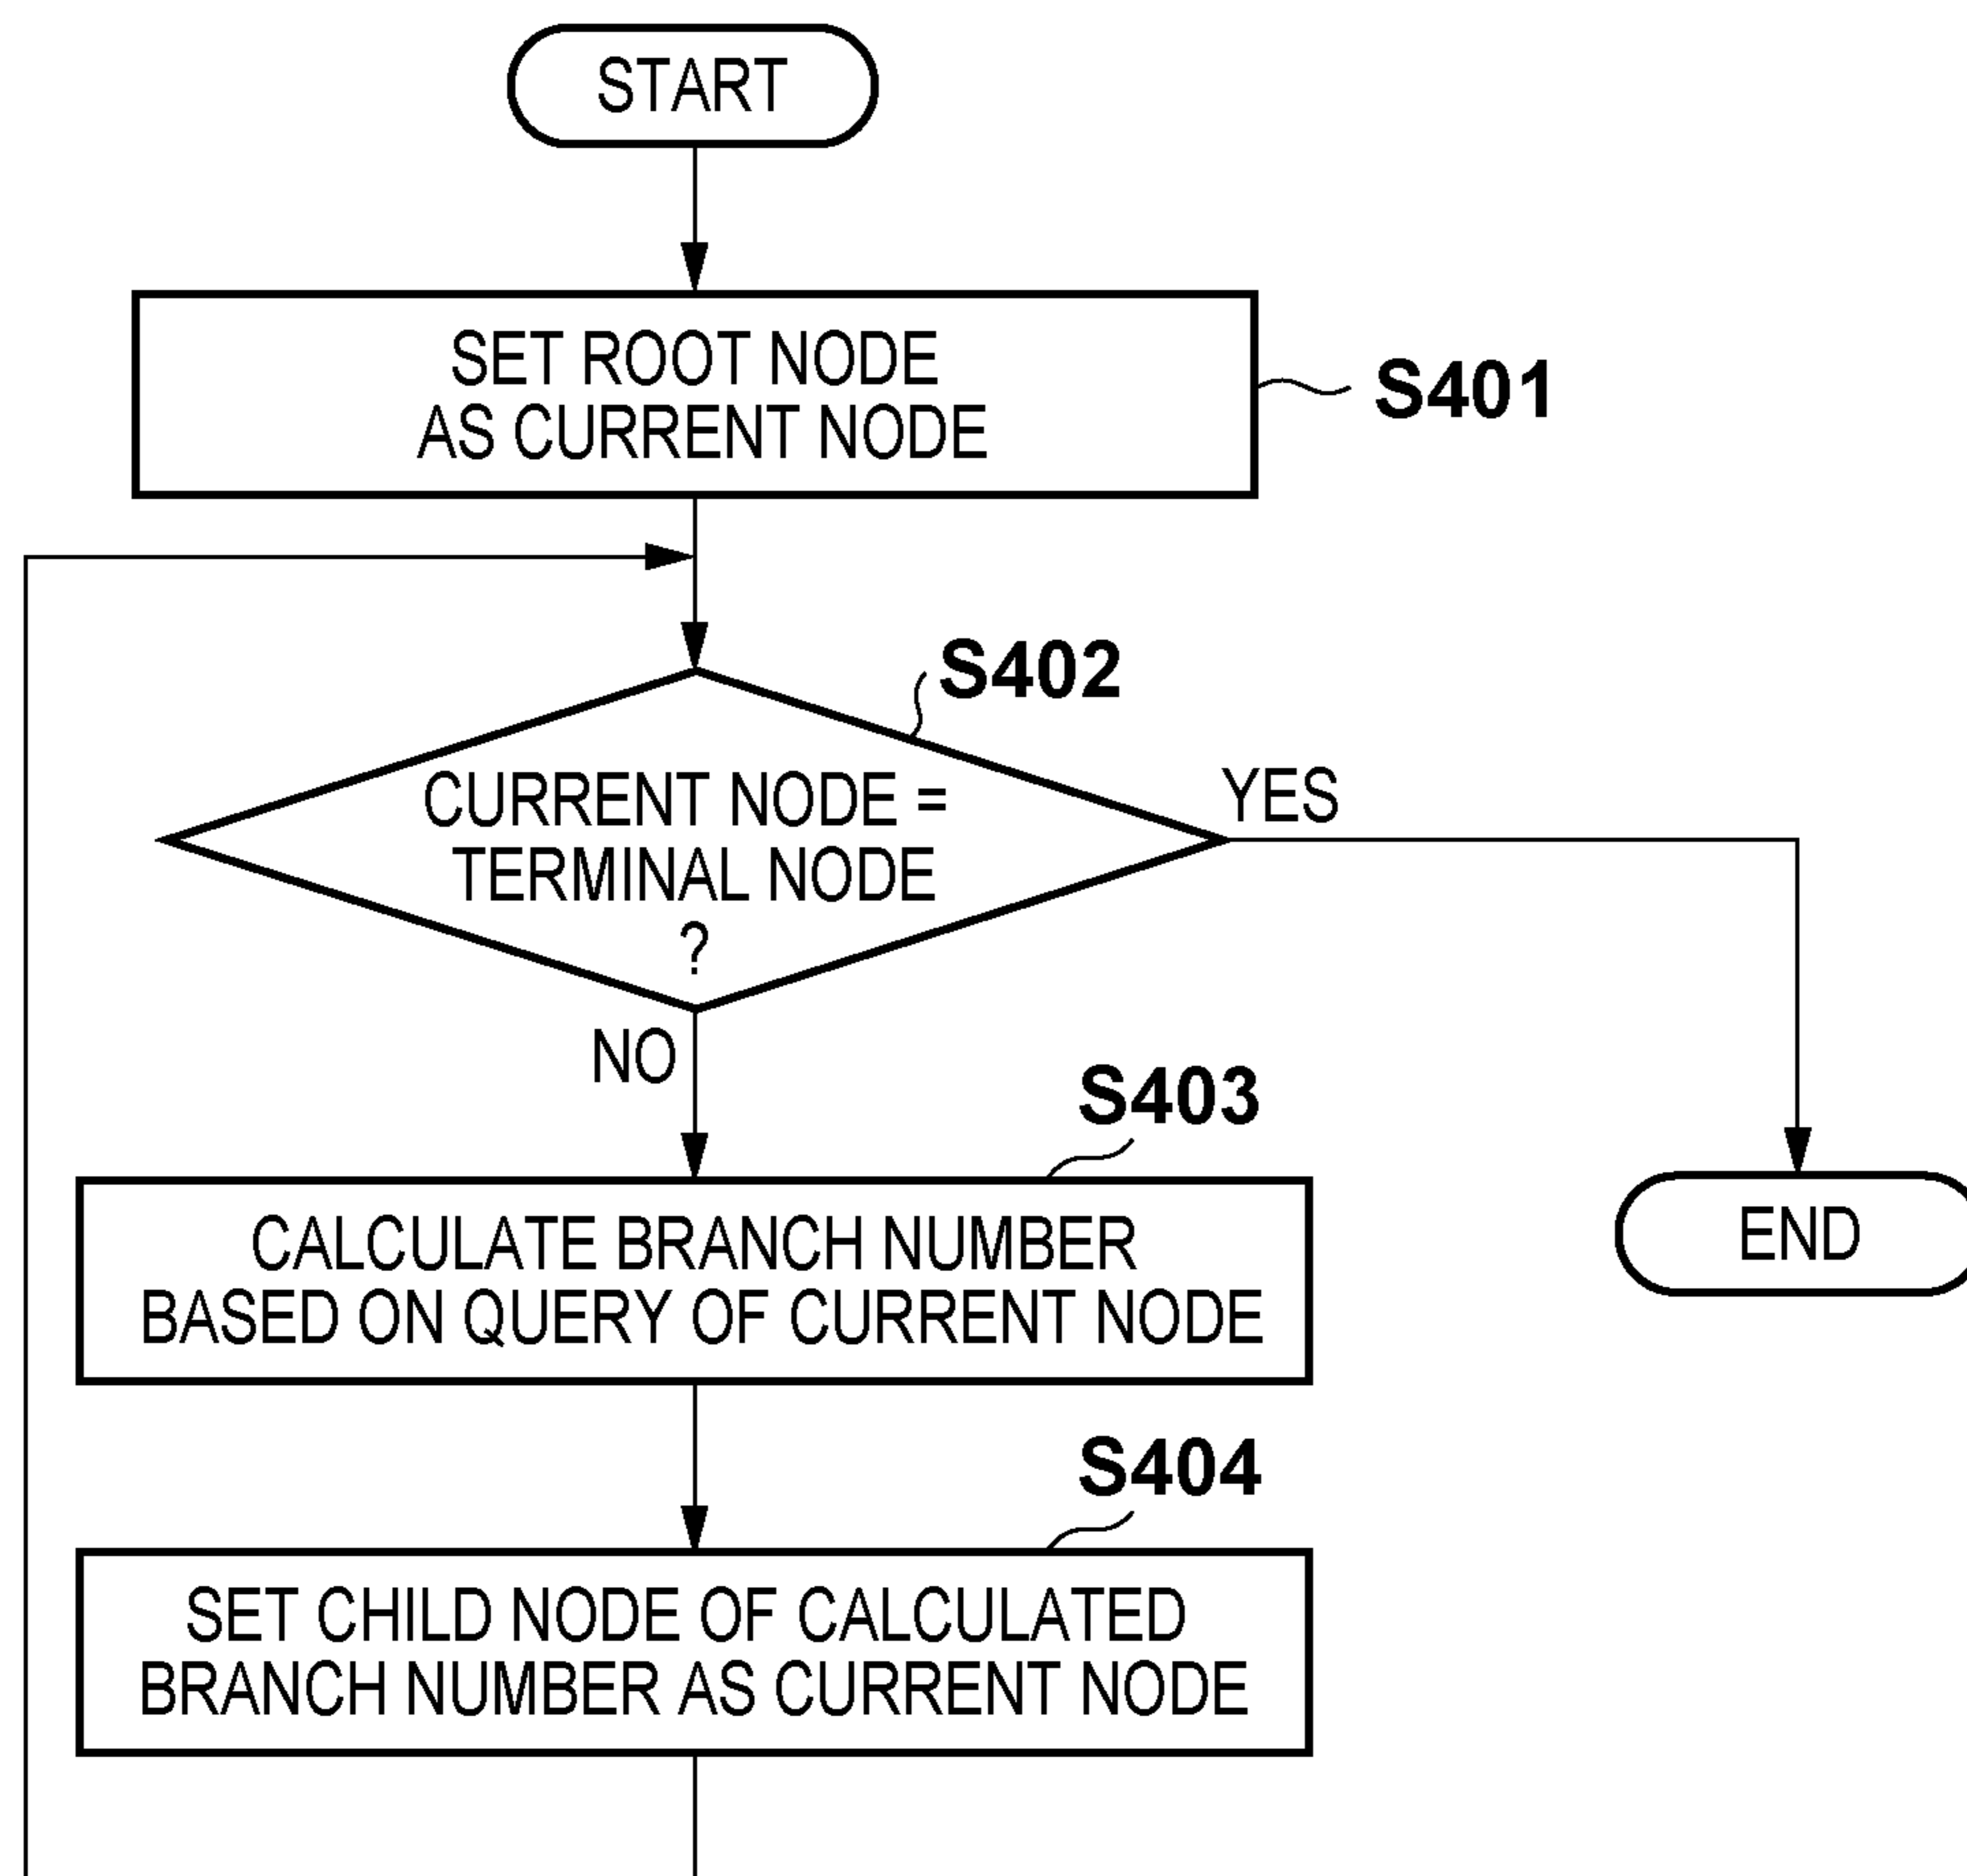 START
SET ROOT NODE
AS CURRENT NODE
S401
S402
CURRENT NODE =
TERMINAL NODE
?
YES
NO
S403
CALCULATE BRANCH NUMBER
BASED ON QUERY OF CURRENT NODE
END
S404
SET CHILD NODE OF CALCULATED
BRANCH NUMBER AS CURRENT NODE